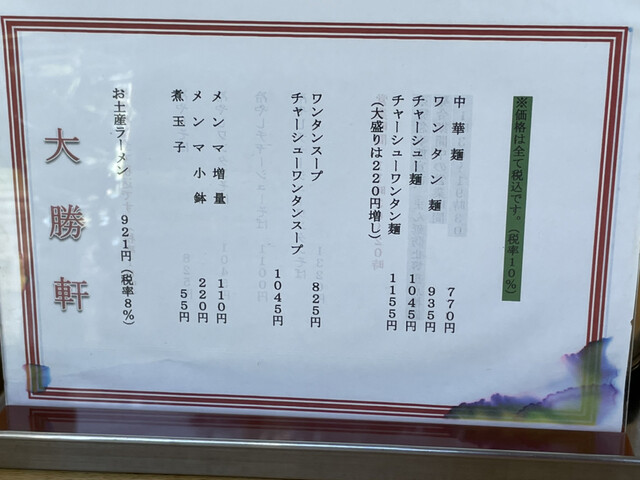 ※価格は全て税込です。(税率10%)
中華麺 770円
ワンタン麺 935円
チャーシュー麺 1045円
チャーシューワンタン麺 1155円
(大盛りは220円増し)
ワンタンスープ 825円
チャーシューワンタンスープ 1045円
メンマ増量 110円
メンマ小鉢 220円
煮玉子 55円
お土産ラーメン 921円(税率8%)
大勝軒